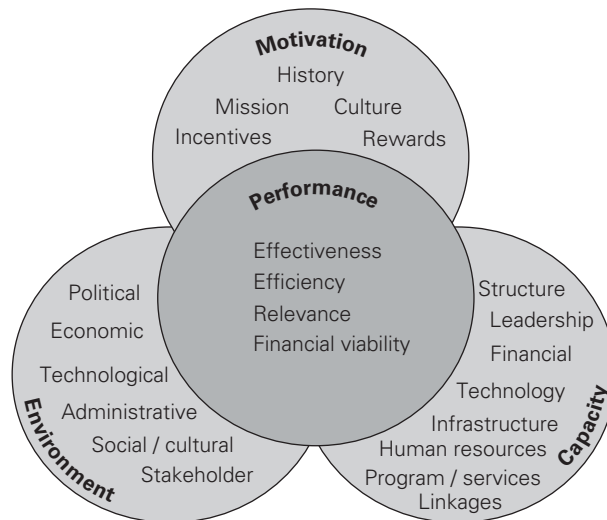 Motivation
History
Mission Culture
Incentives Rewards
Performance
Effectiveness
Efficiency
Relevance
Financial viability
Political
Economic
Technological
Administrative
Social / cultural
Stakeholder
Environment
Structure
Leadership
Financial
Technology
Infrastructure
Human resources
Program / services
Linkages
Capacity